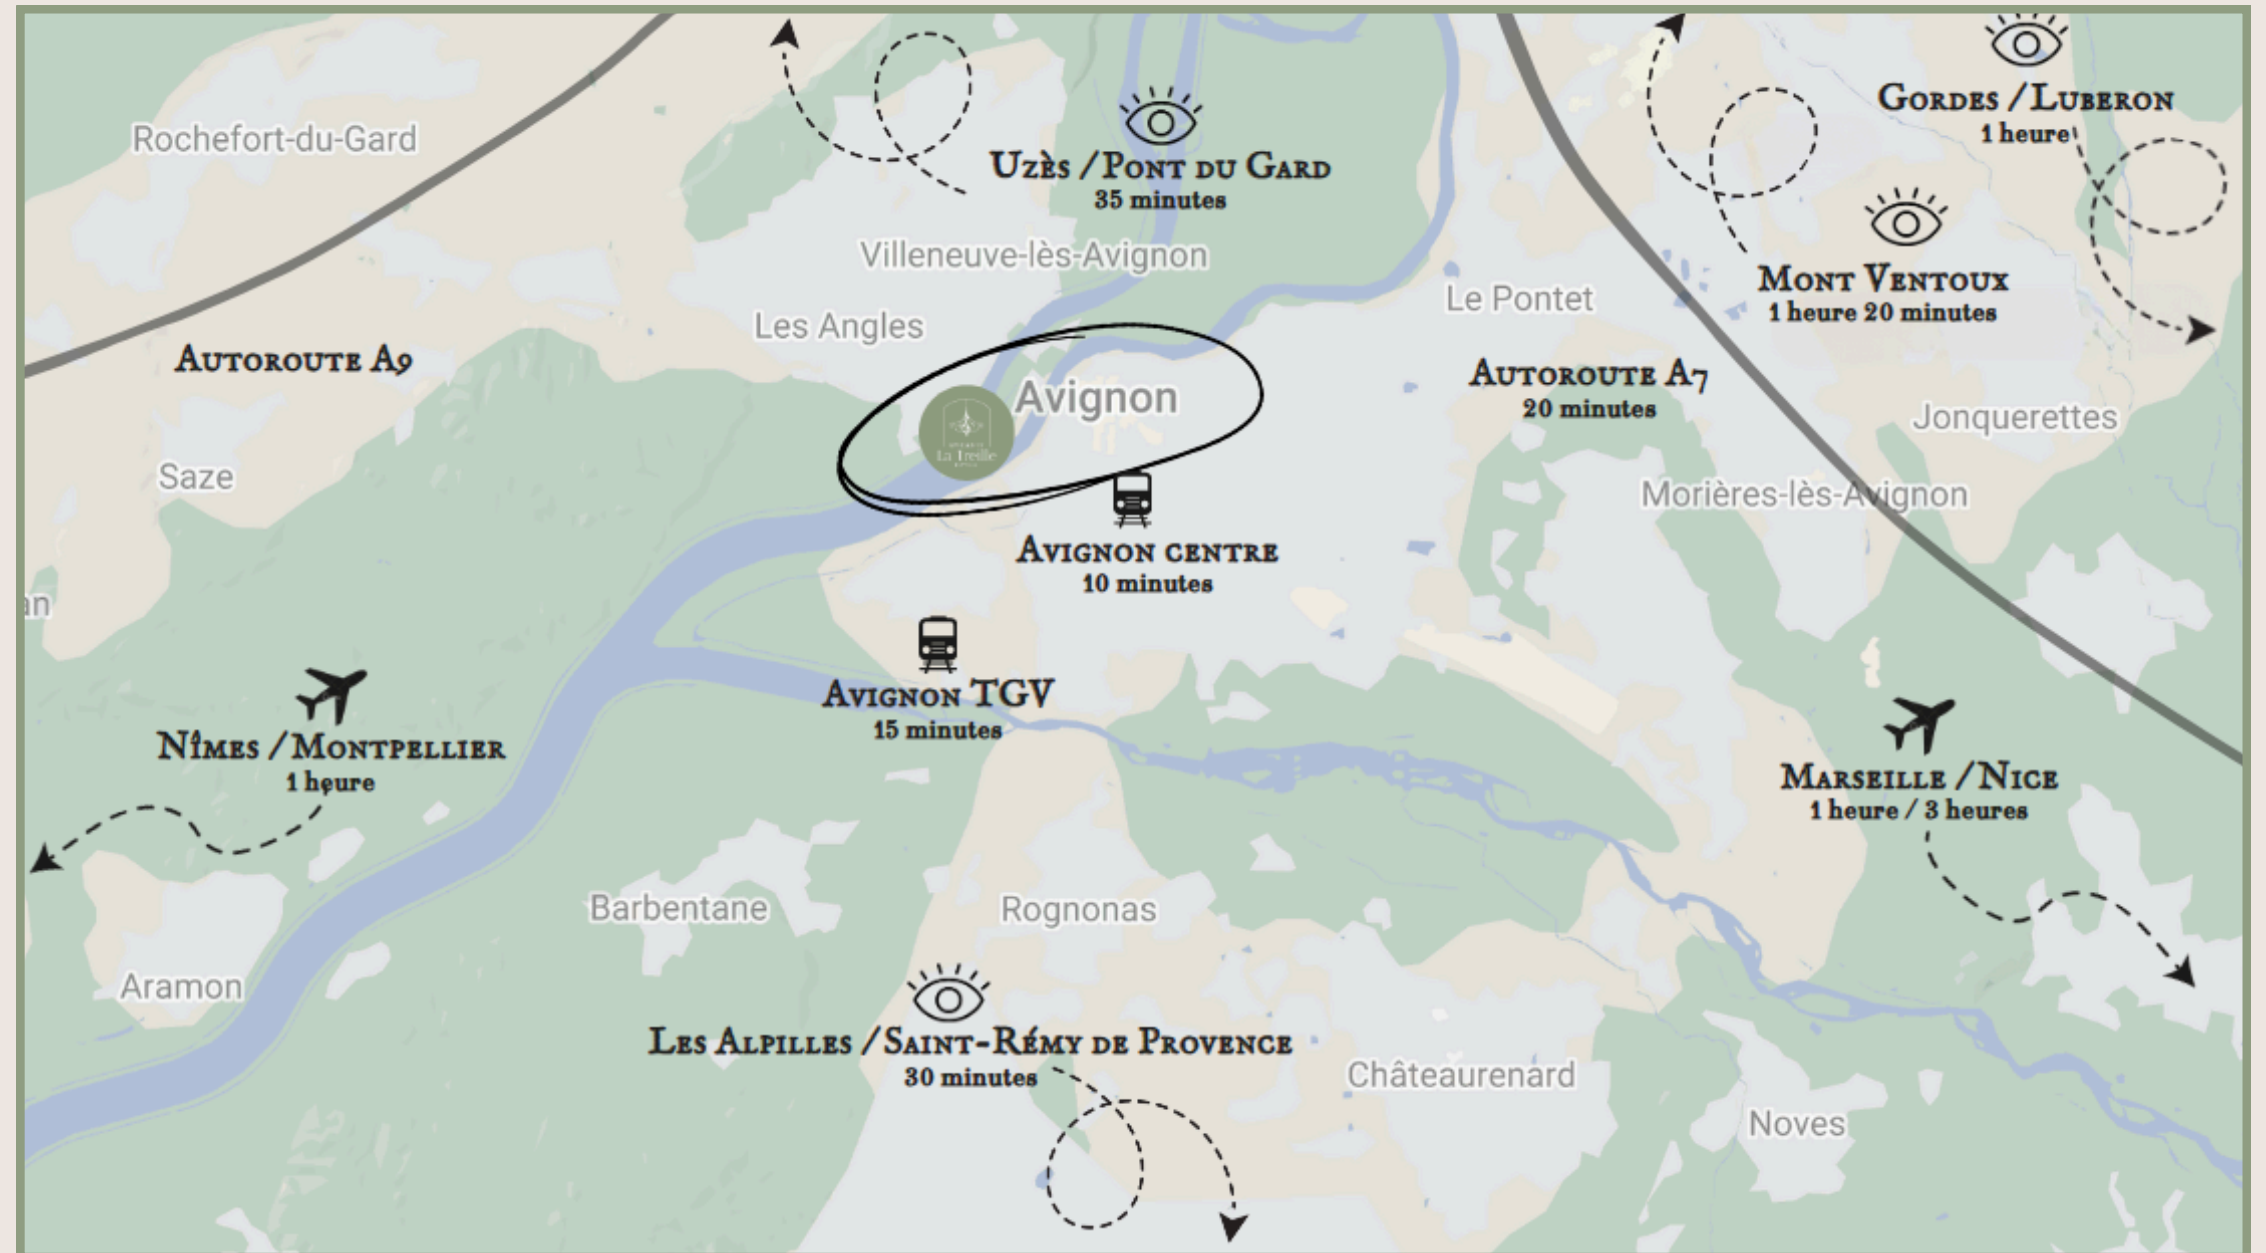 Gordes / Luberon
1 heure
Rochefort-du-Gard
Uzès / Pont du Gard
35 minutes
Villeneuve-lès-Avignon
Mont Ventoux
1 heure 20 minutes
Le Pontet
Les Angles
Autoroute A9
Autoroute A7
20 minutes
Avignon
La Treille
Jonquerettes
Saze
Morières-lès-Avignon
Avignon centre
10 minutes
an
Avignon TGV
15 minutes
Nîmes / Montpellier
1 heure
Marseille / Nice
1 heure / 3 heures
Barbentane
Rognonas
Aramon
Les Alpilles / Saint-Rémy de Provence
30 minutes
Châteaurenard
Noves